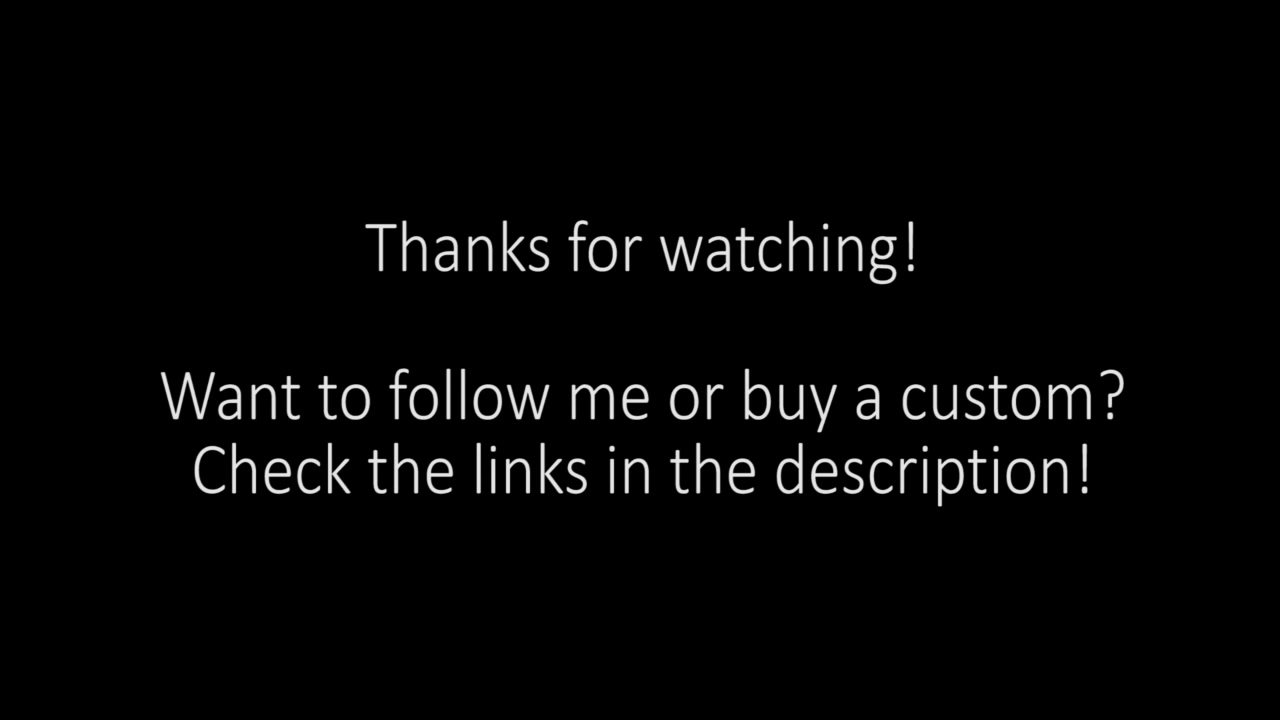 Thanks for watching!
Want to follow me or buy a custom?
Check the links in the description!